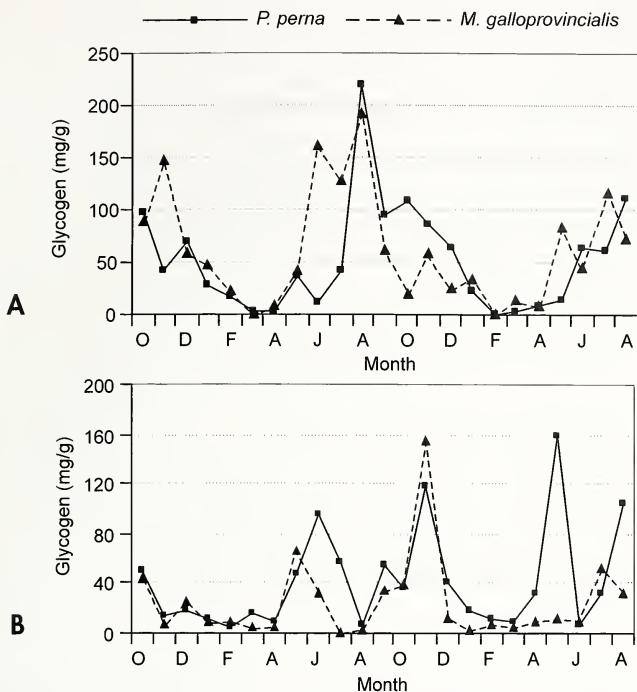 P. perna M. galloprovincialis
250
200
150
100
50
0
Glycogen (mg/g)
O D F A J A O D F A J A
Month
A
200
160
120
80
40
0
Glycogen (mg/g)
O D F A J A O D F A J A
Month
B